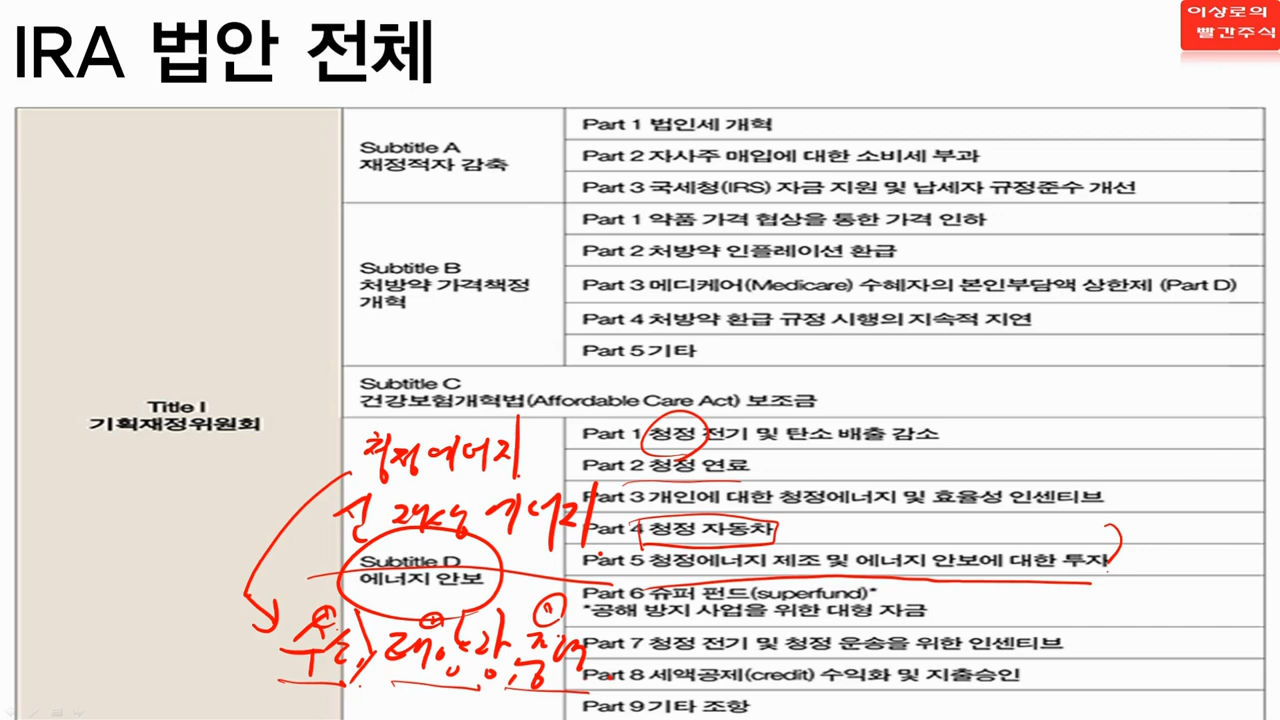 IRA 법안 전체
이상로의
빨간주식
Title I
기획재정위원회
Subtitle A
재정적자 감축
Part 1 법인세 개혁
Part 2 자사주 매입에 대한 소비세 부과
Part 3 국세청(IRS) 자금 지원 및 납세자 규정준수 개선
Subtitle B
처방약 가격책정
개혁
Part 1 약품 가격 협상을 통한 가격 인하
Part 2 처방약 인플레이션 환급
Part 3 메디케어(Medicare) 수혜자의 본인부담액 상한제 (Part D)
Part 4 처방약 환급 규정 시행의 지속적 지연
Part 5 기타
Subtitle C
건강보험개혁법(Affordable Care Act) 보조금
청정에너지
신재생 에너지
Subtitle D
에너지 안보
수소, 태양광, 풍력
Part 1 청정 전기 및 탄소 배출 감소
Part 2 청정 연료
Part 3 개인에 대한 청정에너지 및 효율성 인센티브
Part 4 청정 자동차
Part 5 청정에너지 제조 및 에너지 안보에 대한 투자
Part 6 슈퍼 펀드(superfund)*
*공해 방지 사업을 위한 대형 자금
Part 7 청정 전기 및 청정 운송을 위한 인센티브
Part 8 세액공제(credit) 수익화 및 지출승인
Part 9 기타 조항